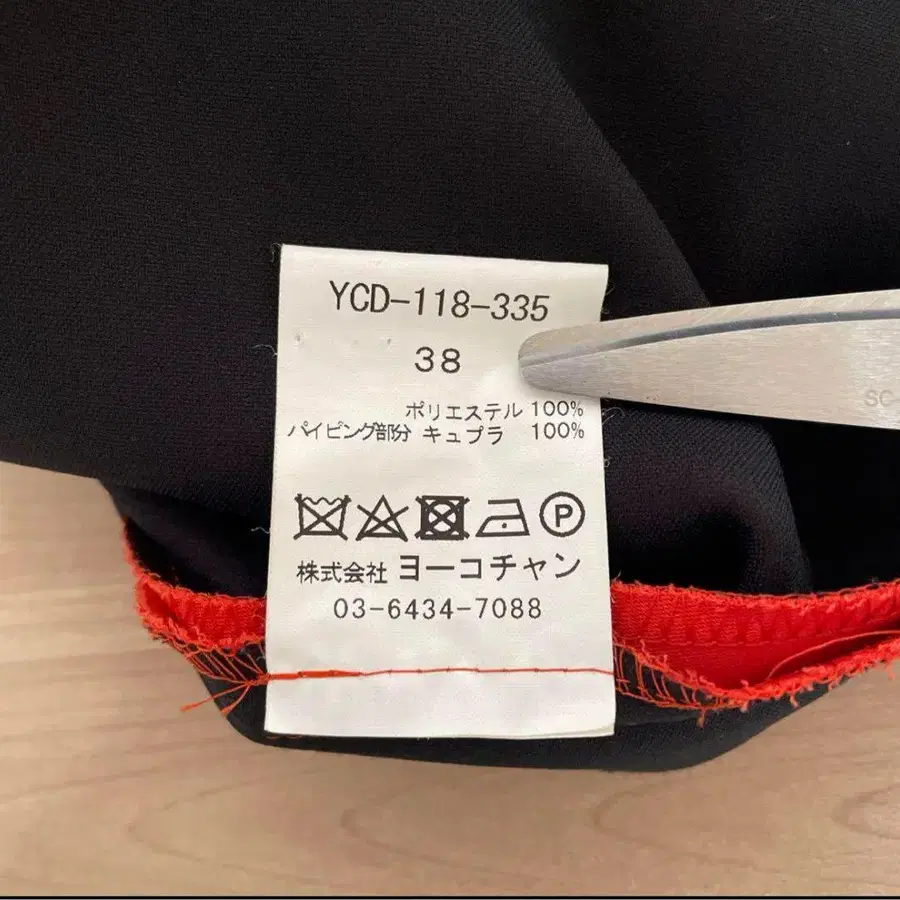 YCD-118-335
38
ポリエステル 100%
パイピング部分 キュプラ 100%
P
株式会社 ヨーコチャン
03-6434-7088
SC